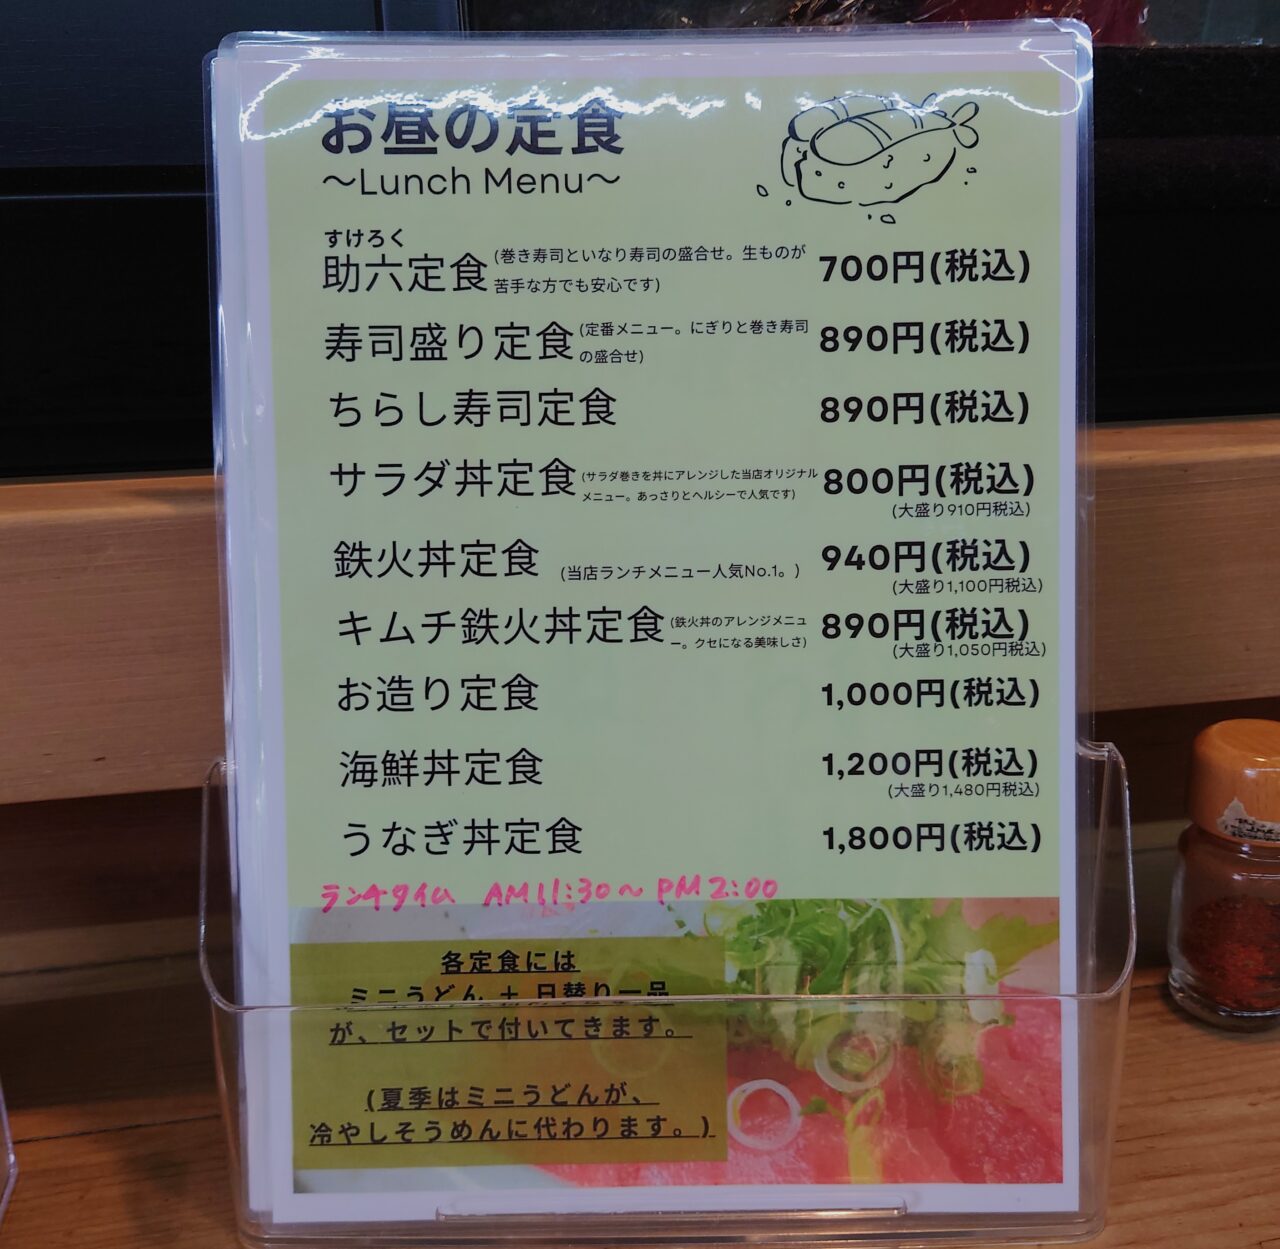 お昼の定食
～Lunch Menu～
すけろく
助六定食 (巻き寿司といなり寿司の盛合せ。生ものが 700円(税込)
苦手な方でも安心です)
寿司盛り定食 (定番メニュー。にぎりと巻き寿司 890円(税込)
の盛合せ)
ちらし寿司定食 890円(税込)
サラダ丼定食 (サラダ巻きを丼にアレンジした当店オリジナル 800円(税込)
メニュー。あっさりとヘルシーで人気です)
(大盛り910円税込)
鉄火丼定食 (当店ランチメニュー人気No.1。) 940円(税込)
(大盛り1,100円税込)
キムチ鉄火丼定食 (鉄火丼のアレンジメニュ 890円(税込)
ー。クセになる美味しさ)
(大盛り1,050円税込)
お造り定食 1,000円(税込)
海鮮丼定食 1,200円(税込)
(大盛り1,480円税込)
うなぎ丼定食 1,800円(税込)
ランチタイム AM11:30～PM2:00
各定食には
ミニうどん + 日替り一品
が、セットで付いてきます。
(夏季はミニうどんが、
冷やしそうめんに代わります。)